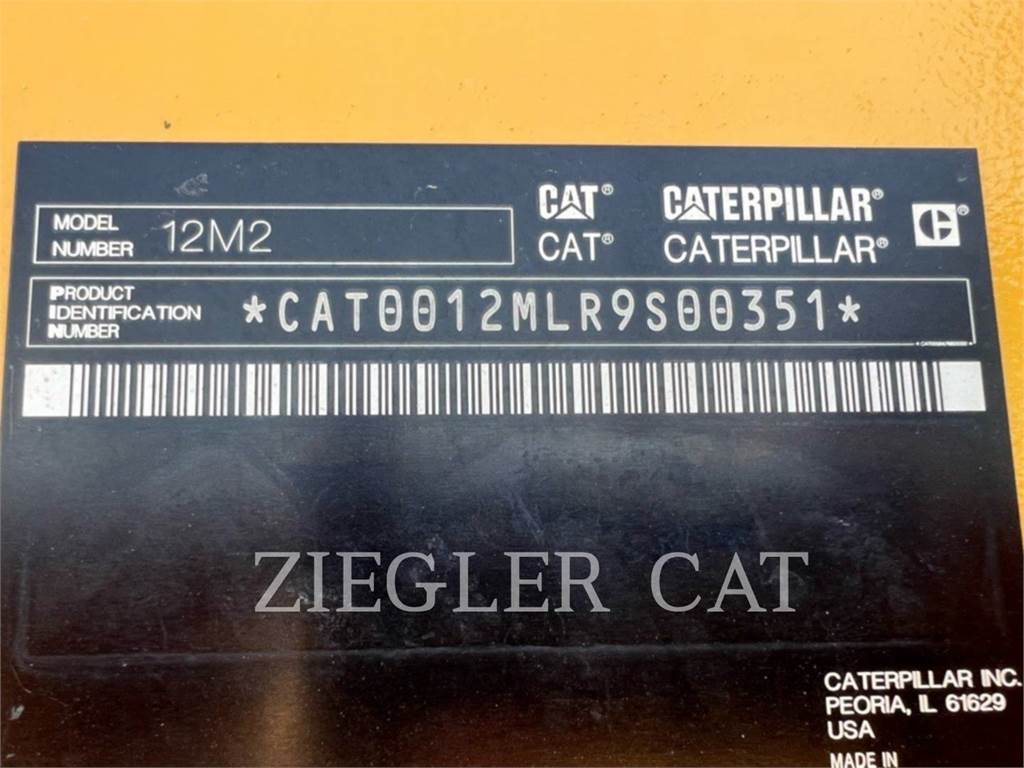 CAT® CATERPILLAR®
MODEL
NUMBER 12M2
CAT® CATERPILLAR®
PRODUCT
IDENTIFICATION
NUMBER
*CAT0012MLR9S00351*
ZIEGLER CAT
CATERPILLAR INC.
PEORIA, IL 61629
USA
MADE IN